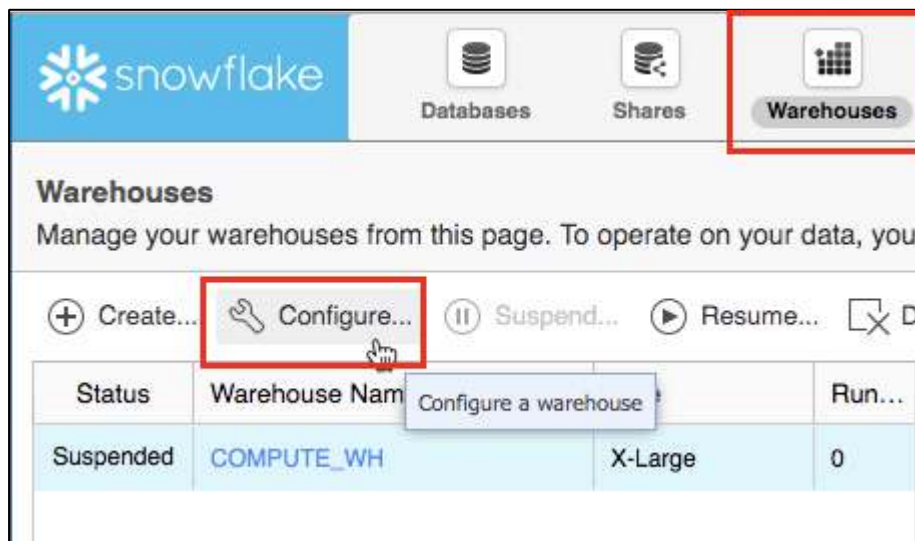 snowflake
Databases Shares Warehouses
Warehouses
Manage your warehouses from this page. To operate on your data, you
Create... Configure... Suspend... Resume... D
Status Warehouse Nam Run...
Configure a warehouse
Suspended COMPUTE_WH X-Large 0